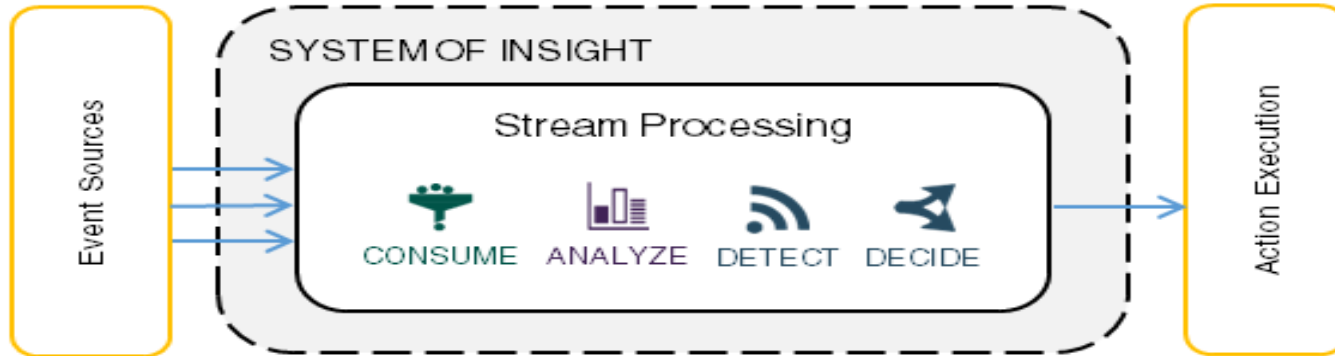 Event Sources
SYSTEM OF INSIGHT
Stream Processing
CONSUME
ANALYZE
DETECT
DECIDE
Action Execution